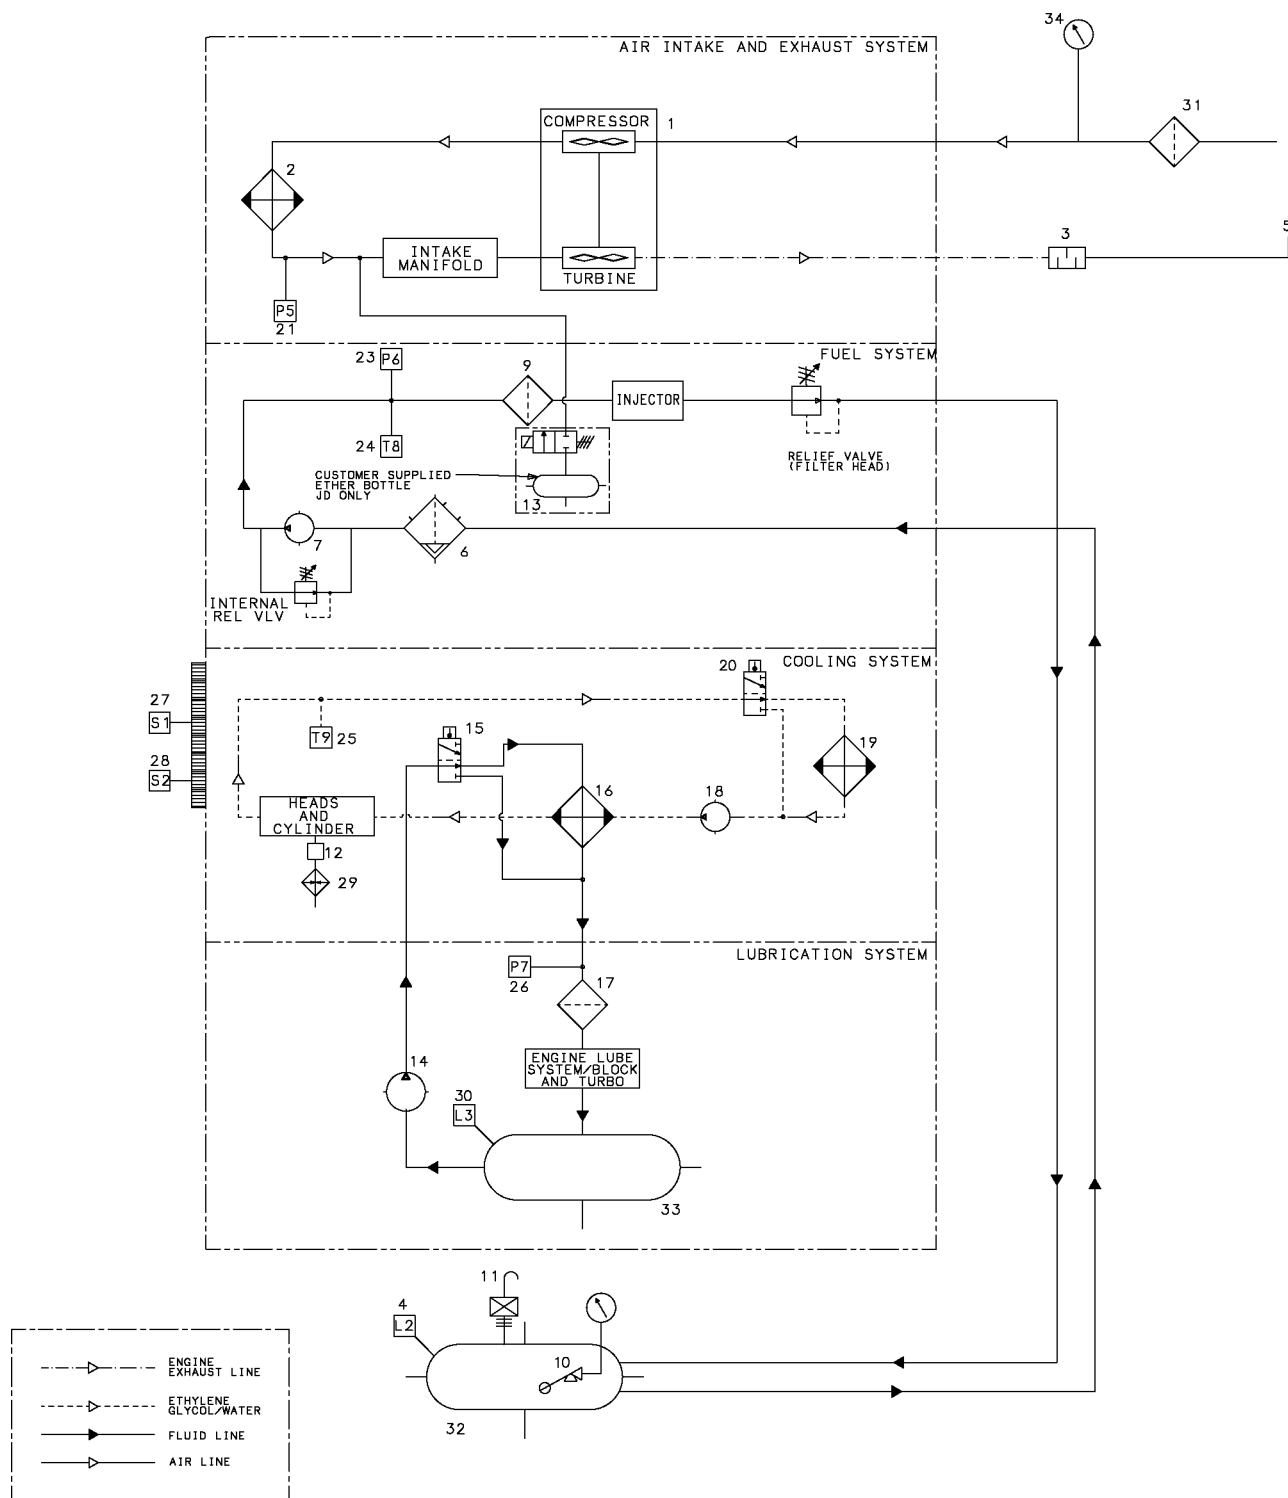 34
AIR INTAKE AND EXHAUST SYSTEM
31
COMPRESSOR
1
2
5
3
INTAKE
MANIFOLD
TURBINE
P5
21
FUEL SYSTEM
23
P6
9
INJECTOR
24
T8
RELIEF VALVE
(FILTER HEAD)
CUSTOMER SUPPLIED
ETHER BOTTLE
JD ONLY
13
7
6
INTERNAL
REL VLV
COOLING SYSTEM
20
27
S1
T9
25
15
19
28
S2
16
18
HEADS
AND
CYLINDER
12
29
LUBRICATION SYSTEM
P7
26
17
14
ENGINE LUBE
SYSTEM/BLOCK
AND TURBO
30
L3
33
11
4
L2
10
32
ENGINE
EXHAUST LINE
ETHYLENE
GLYCOL/WATER
FLUID LINE
AIR LINE